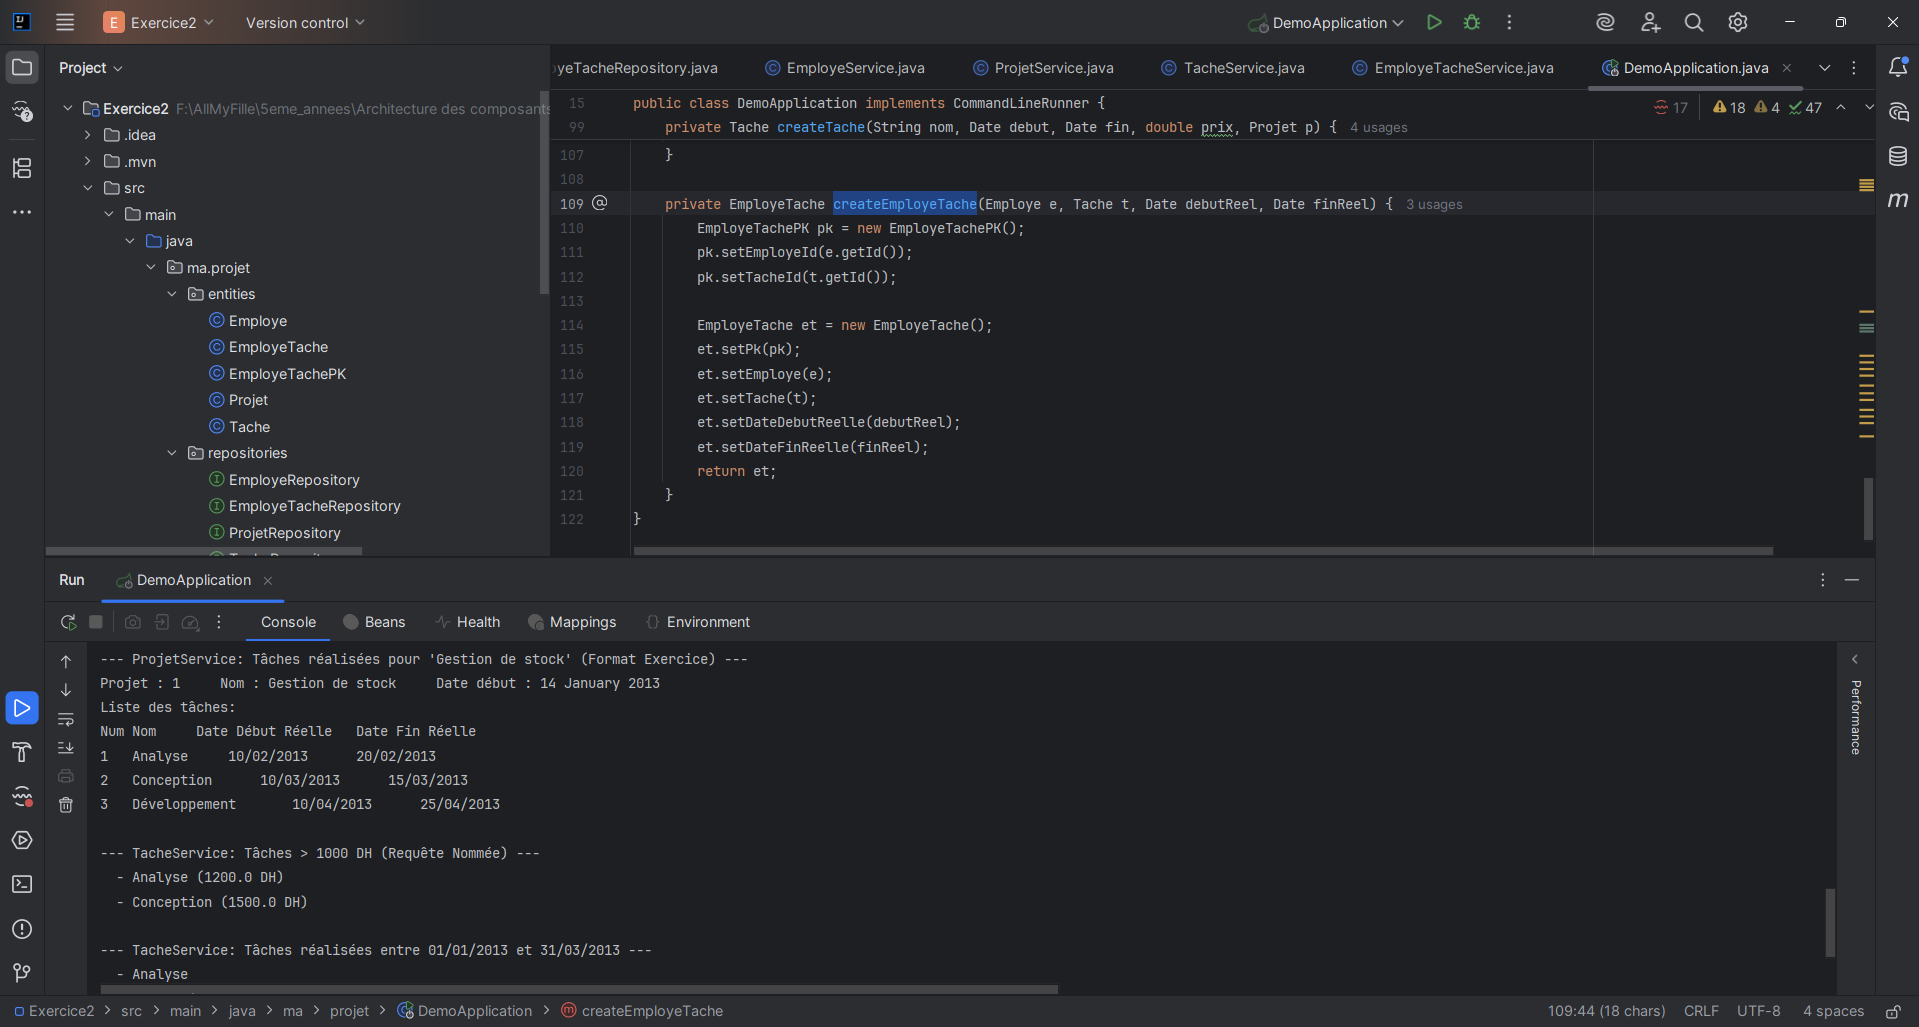 E Exercice2 Version control DemoApplication
Project
Exercice2 F:\AllMyFille\5eme_annees\Architecture des composants
.idea
.mvn
src
main
java
ma.projet
entities
Employe
EmployeTache
EmployeTachePK
Projet
Tache
repositories
EmployeRepository
EmployeTacheRepository
ProjetRepository
yeTacheRepository.java EmployeService.java ProjetService.java TacheService.java EmployeTacheService.java DemoApplication.java
17 18 4 47
15 public class DemoApplication implements CommandLineRunner {
99 private Tache createTache(String nom, Date debut, Date fin, double prix, Projet p) { 4 usages
107 }
108
109 private EmployeTache createEmployeTache(Employe e, Tache t, Date debutReel, Date finReel) { 3 usages
110 EmployeTachePK pk = new EmployeTachePK();
111 pk.setEmployeId(e.getId());
112 pk.setTacheId(t.getId());
113
114 EmployeTache et = new EmployeTache();
115 et.setPk(pk);
116 et.setEmploye(e);
117 et.setTache(t);
118 et.setDateDebutReelle(debutReel);
119 et.setDateFinReelle(finReel);
120 return et;
121 }
122 }
Run DemoApplication
Console Beans Health Mappings Environment
--- ProjetService: Tâches réalisées pour 'Gestion de stock' (Format Exercice) ---
Projet : 1 Nom : Gestion de stock Date début : 14 January 2013
Liste des tâches:
Num Nom Date Début Réelle Date Fin Réelle
1 Analyse 10/02/2013 20/02/2013
2 Conception 10/03/2013 15/03/2013
3 Développement 10/04/2013 25/04/2013
--- TacheService: Tâches > 1000 DH (Requête Nommée) ---
- Analyse (1200.0 DH)
- Conception (1500.0 DH)
--- TacheService: Tâches réalisées entre 01/01/2013 et 31/03/2013 ---
- Analyse
Performance
Exercice2 > src > main > java > ma > projet > DemoApplication > createEmployeTache
109:44 (18 chars) CRLF UTF-8 4 spaces